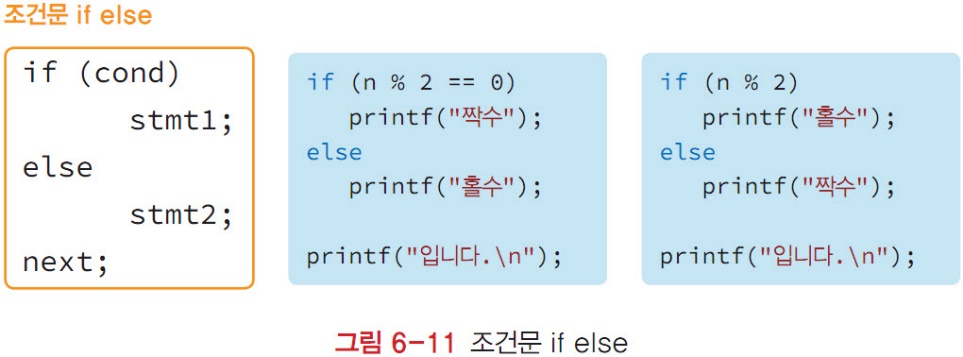 조건문 if else
if (cond)
stmt1;
else
stmt2;
next;
if (n % 2 == 0)
printf("짝수");
else
printf("홀수");
printf("입니다.\n");
if (n % 2)
printf("홀수");
else
printf("짝수");
printf("입니다.\n");
그림 6-11 조건문 if else